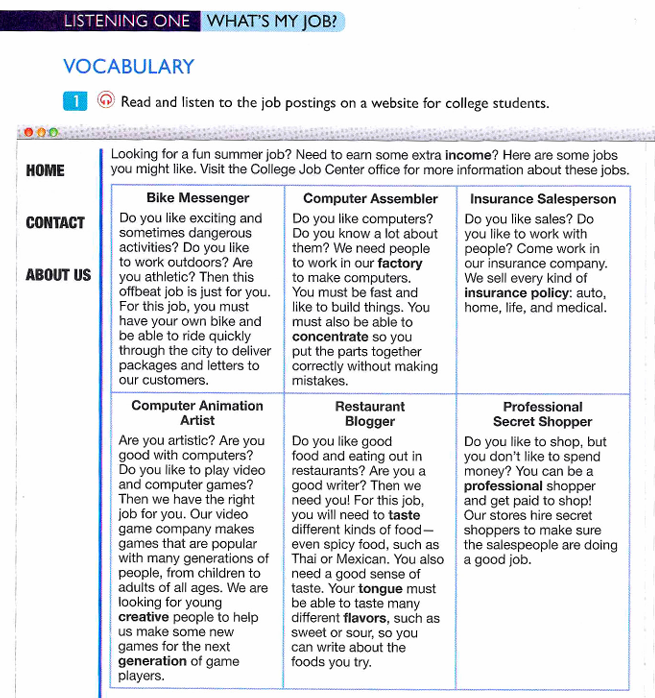 LISTENING ONE WHAT'S MY JOB?
VOCABULARY
1 Read and listen to the job postings on a website for college students.
HOME
CONTACT
ABOUT US
Looking for a fun summer job? Need to earn some extra income? Here are some jobs
you might like. Visit the College Job Center office for more information about these jobs.
Bike Messenger
Do you like exciting and
sometimes dangerous
activities? Do you like
to work outdoors? Are
you athletic? Then this
offbeat job is just for you.
For this job, you must
have your own bike and
be able to ride quickly
through the city to deliver
packages and letters to
our customers.
Computer Assembler
Do you like computers?
Do you know a lot about
them? We need people
to work in our factory
to make computers.
You must be fast and
like to build things. You
must also be able to
concentrate so you
put the parts together
correctly without making
mistakes.
Insurance Salesperson
Do you like sales? Do
you like to work with
people? Come work in
our insurance company.
We sell every kind of
insurance policy: auto,
home, life, and medical.
Computer Animation
Artist
Are you artistic? Are you
good with computers?
Do you like to play video
and computer games?
Then we have the right
job for you. Our video
game company makes
games that are popular
with many generations of
people, from children to
adults of all ages. We are
looking for young
creative people to help
us make some new
games for the next
generation of game
players.
Restaurant
Blogger
Do you like good
food and eating out in
restaurants? Are you a
good writer? Then we
need you! For this job,
you will need to taste
different kinds of food—
even spicy food, such as
Thai or Mexican. You also
need a good sense of
taste. Your tongue must
be able to taste many
different flavors, such as
sweet or sour, so you
can write about the
foods you try.
Professional
Secret Shopper
Do you like to shop, but
you don't like to spend
money? You can be a
professional shopper
and get paid to shop!
Our stores hire secret
shoppers to make sure
the salespeople are doing
a good job.